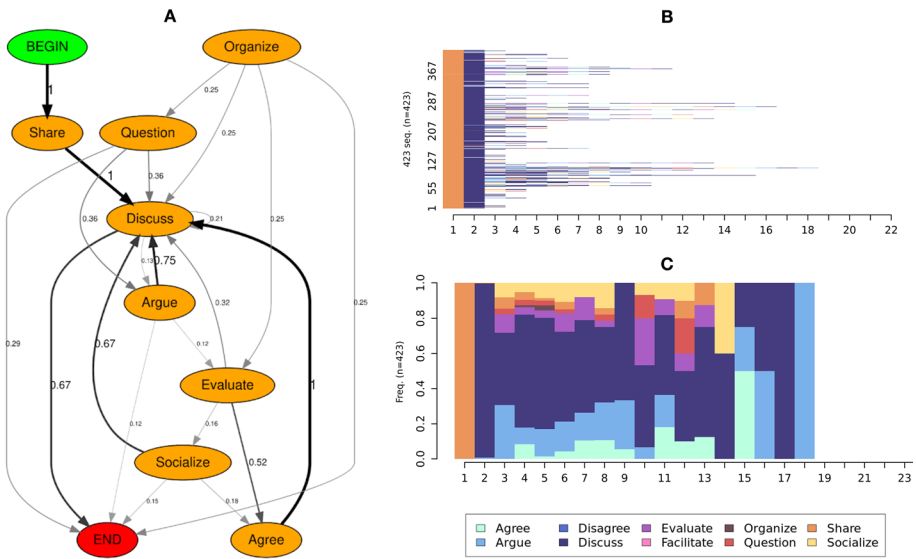 A
BEGIN
Organize
1
0.25
Share
Question
0.25
1
0.36
0.36
0.25
Discuss
0.21
0.13
0.75
Argue
0.32
0.25
0.29
0.67
0.67
0.12
1
Evaluate
0.12
0.16
0.52
Socialize
0.15
0.18
END
Agree
B
423 seq. (n=423)
1 55 127 207 287 367
1 2 3 4 5 6 7 8 9 10 11 12 13 14 15 16 17 18 19 20 21 22
C
Freq. (n=423)
0.0 0.2 0.4 0.6 0.8 1.0
1 2 3 4 5 6 7 8 9 11 13 15 17 19 21 23
Agree Disagree Evaluate Organize Share
Argue Discuss Facilitate Question Socialize